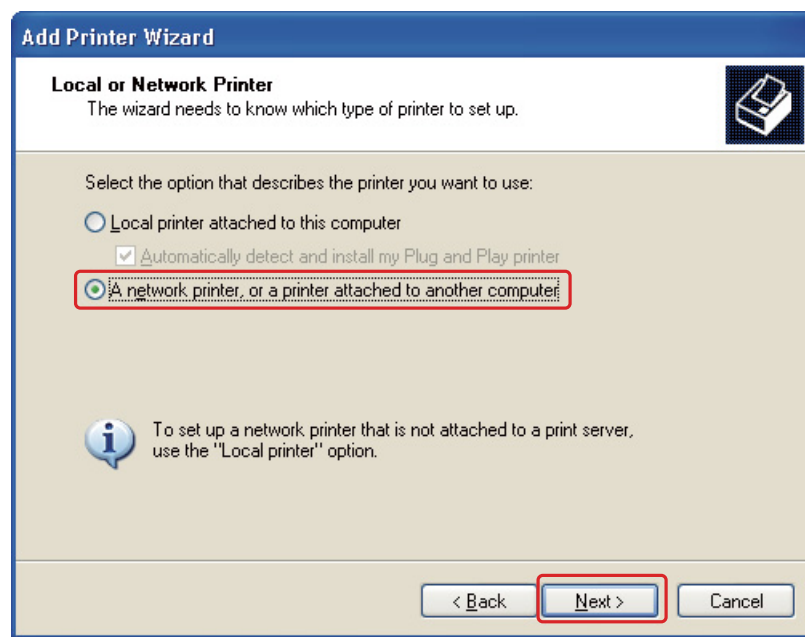 Add Printer Wizard
Local or Network Printer
The wizard needs to know which type of printer to set up.
Select the option that describes the printer you want to use:
Local printer attached to this computer
Automatically detect and install my Plug and Play printer
A network printer, or a printer attached to another computer
To set up a network printer that is not attached to a print server,
use the "Local printer" option.
< Back Next > Cancel